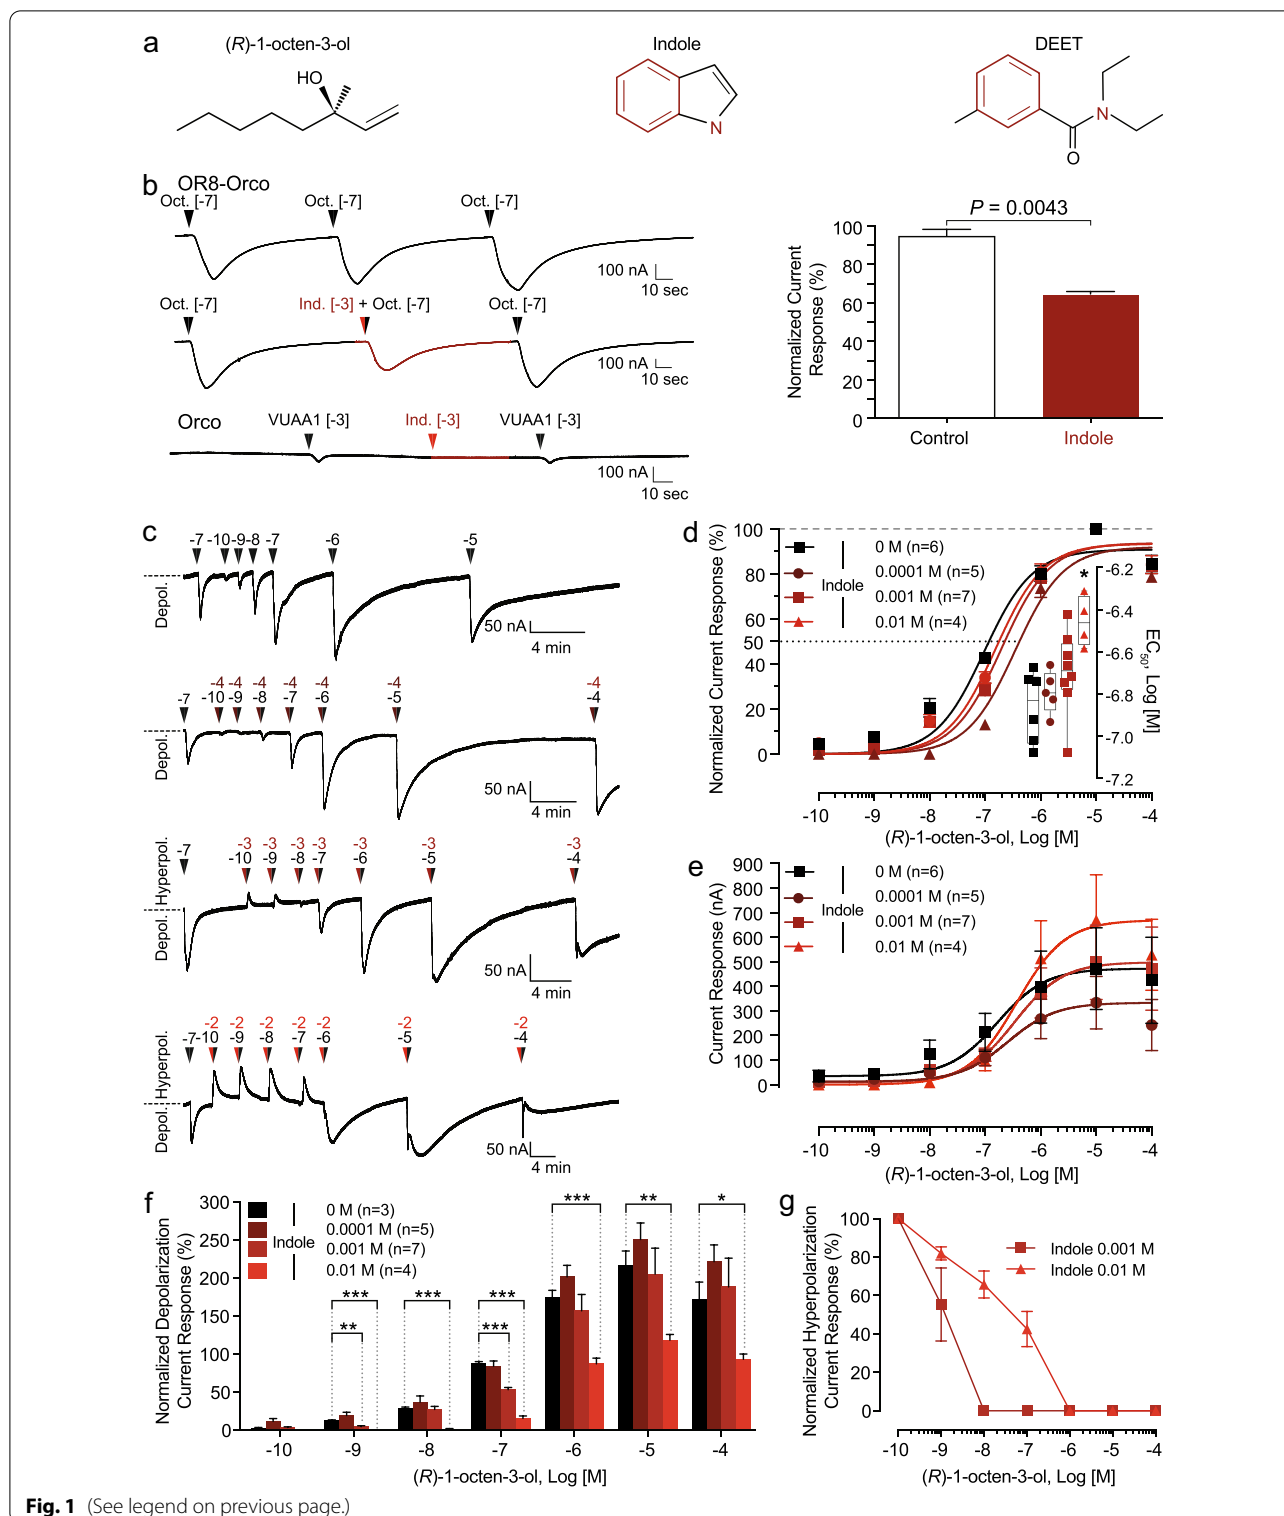 a
(R)-1-octen-3-ol
Indole
DEET
HO
N
N
O
b
OR8-Orco
Oct. [-7]
Oct. [-7]
Oct. [-7]
100 nA
10 sec
Oct. [-7]
Ind. [-3] + Oct. [-7]
Oct. [-7]
100 nA
10 sec
Orco
VUAA1 [-3]
Ind. [-3]
VUAA1 [-3]
100 nA
10 sec
P = 0.0043
Normalized Current
Response (%)
100
80
60
40
20
0
Control
Indole
c
-7 -10 -9 -8 -7 -6 -5
Depol.
50 nA
4 min
-4 -4 -4 -4 -4 -4 -4
-7 -10 -9 -8 -7 -6 -5 -4
Depol.
50 nA
4 min
-3 -3 -3 -3 -3 -3 -3
-7 -10 -9 -8 -7 -6 -5 -4
Depol. Hyperpol.
50 nA
4 min
-2 -2 -2 -2 -2 -2 -2
-7 -10 -9 -8 -7 -6 -5 -4
Depol. Hyperpol.
50 nA
4 min
d
Normalized Current Response (%)
100
80
60
50
40
20
0
Indole
0 M (n=6)
0.0001 M (n=5)
0.001 M (n=7)
0.01 M (n=4)
*
-6.2
-6.4
-6.6
-6.8
-7.0
-7.2
EC50, Log [M]
-10 -9 -8 -7 -6 -5 -4
(R)-1-octen-3-ol, Log [M]
e
Current Response (nA)
900
800
700
600
500
400
300
200
100
0
Indole
0 M (n=6)
0.0001 M (n=5)
0.001 M (n=7)
0.01 M (n=4)
-10 -9 -8 -7 -6 -5 -4
(R)-1-octen-3-ol, Log [M]
f
Normalized Depolarization
Current Response (%)
300
250
200
150
100
50
0
Indole
0 M (n=3)
0.0001 M (n=5)
0.001 M (n=7)
0.01 M (n=4)
*** *** *** *** ** *
** ***
-10 -9 -8 -7 -6 -5 -4
(R)-1-octen-3-ol, Log [M]
g
Normalized Hyperpolarization
Current Response (%)
100
80
60
40
20
0
Indole 0.001 M
Indole 0.01 M
-10 -9 -8 -7 -6 -5 -4
(R)-1-octen-3-ol, Log [M]
Fig. 1 (See legend on previous page.)